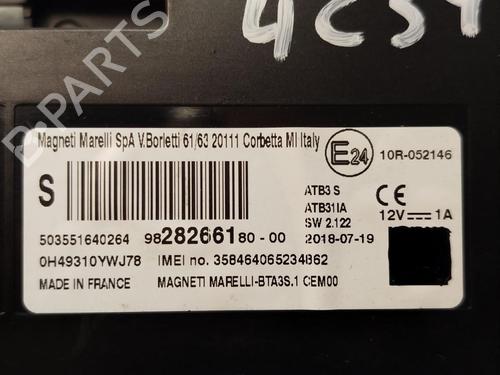 4C54
Magneti Marelli SpA V.Borletti 61/63 20111 Corbetta MI Italy
E24
10R-052146
S
ATB3 S
ATB31IA
SW 2.122
2018-07-19
CE
12V 1A
503551640264
9828266180-00
0H49310YWJ78
IMEI no. 358464065234862
MADE IN FRANCE
MAGNETI MARELLI-BTA3S.1 CEM00